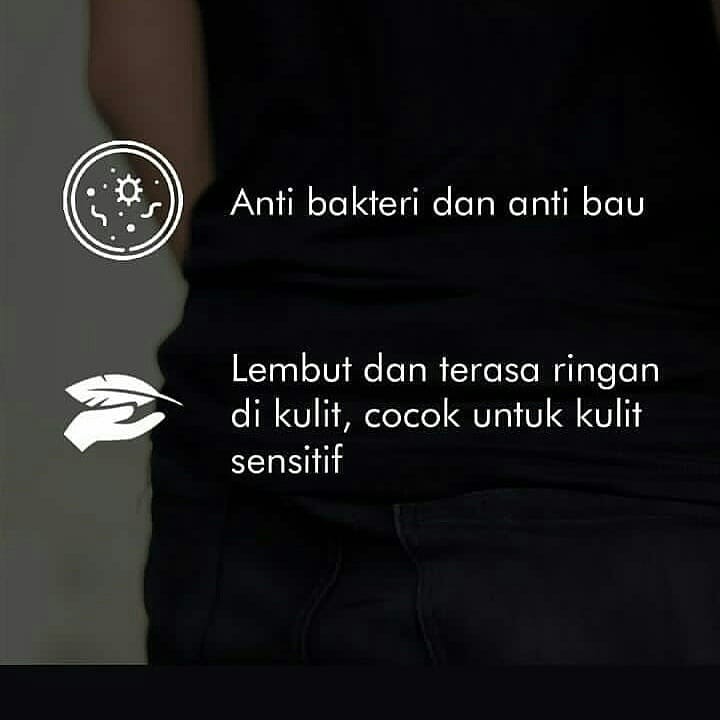 Anti bakteri dan anti bau
Lembut dan terasa ringan
di kulit, cocok untuk kulit
sensitif